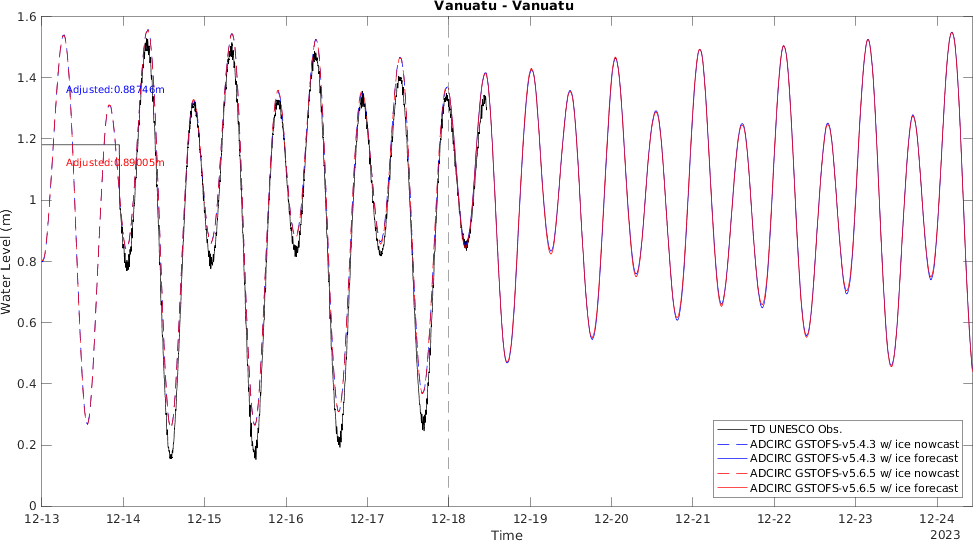 Vanuatu - Vanuatu
1.6
1.4
1.2
1
0.8
0.6
0.4
0.2
0
Water Level (m)
Adjusted:0.88746m
Adjusted:0.89005m
TD UNESCO Obs.
ADCIRC GSTOFS-v5.4.3 w/ ice nowcast
ADCIRC GSTOFS-v5.4.3 w/ ice forecast
ADCIRC GSTOFS-v5.6.5 w/ ice nowcast
ADCIRC GSTOFS-v5.6.5 w/ ice forecast
12-13 12-14 12-15 12-16 12-17 12-18 12-19 12-20 12-21 12-22 12-23 12-24
2023
Time